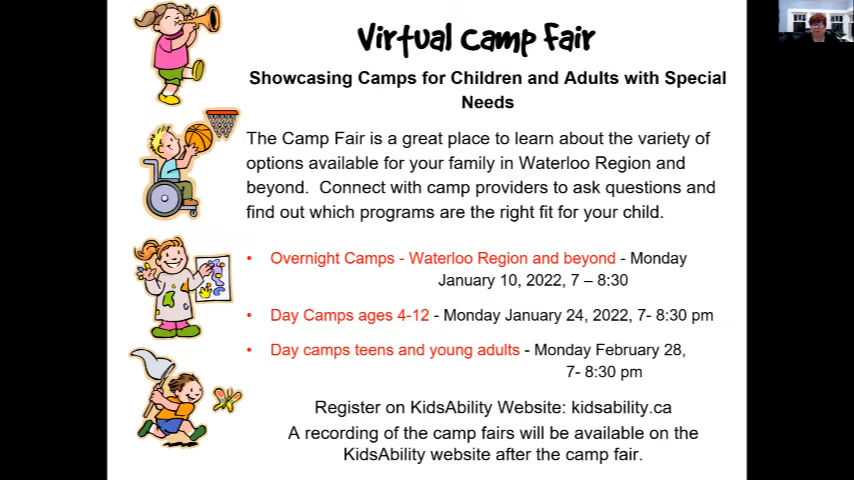 Virtual Camp Fair
Showcasing Camps for Children and Adults with Special
Needs
The Camp Fair is a great place to learn about the variety of
options available for your family in Waterloo Region and
beyond. Connect with camp providers to ask questions and
find out which programs are the right fit for your child.
• Overnight Camps - Waterloo Region and beyond - Monday
January 10, 2022, 7 – 8:30
• Day Camps ages 4-12 - Monday January 24, 2022, 7- 8:30 pm
• Day camps teens and young adults - Monday February 28,
7- 8:30 pm
Register on KidsAbility Website: kidsability.ca
A recording of the camp fairs will be available on the
KidsAbility website after the camp fair.